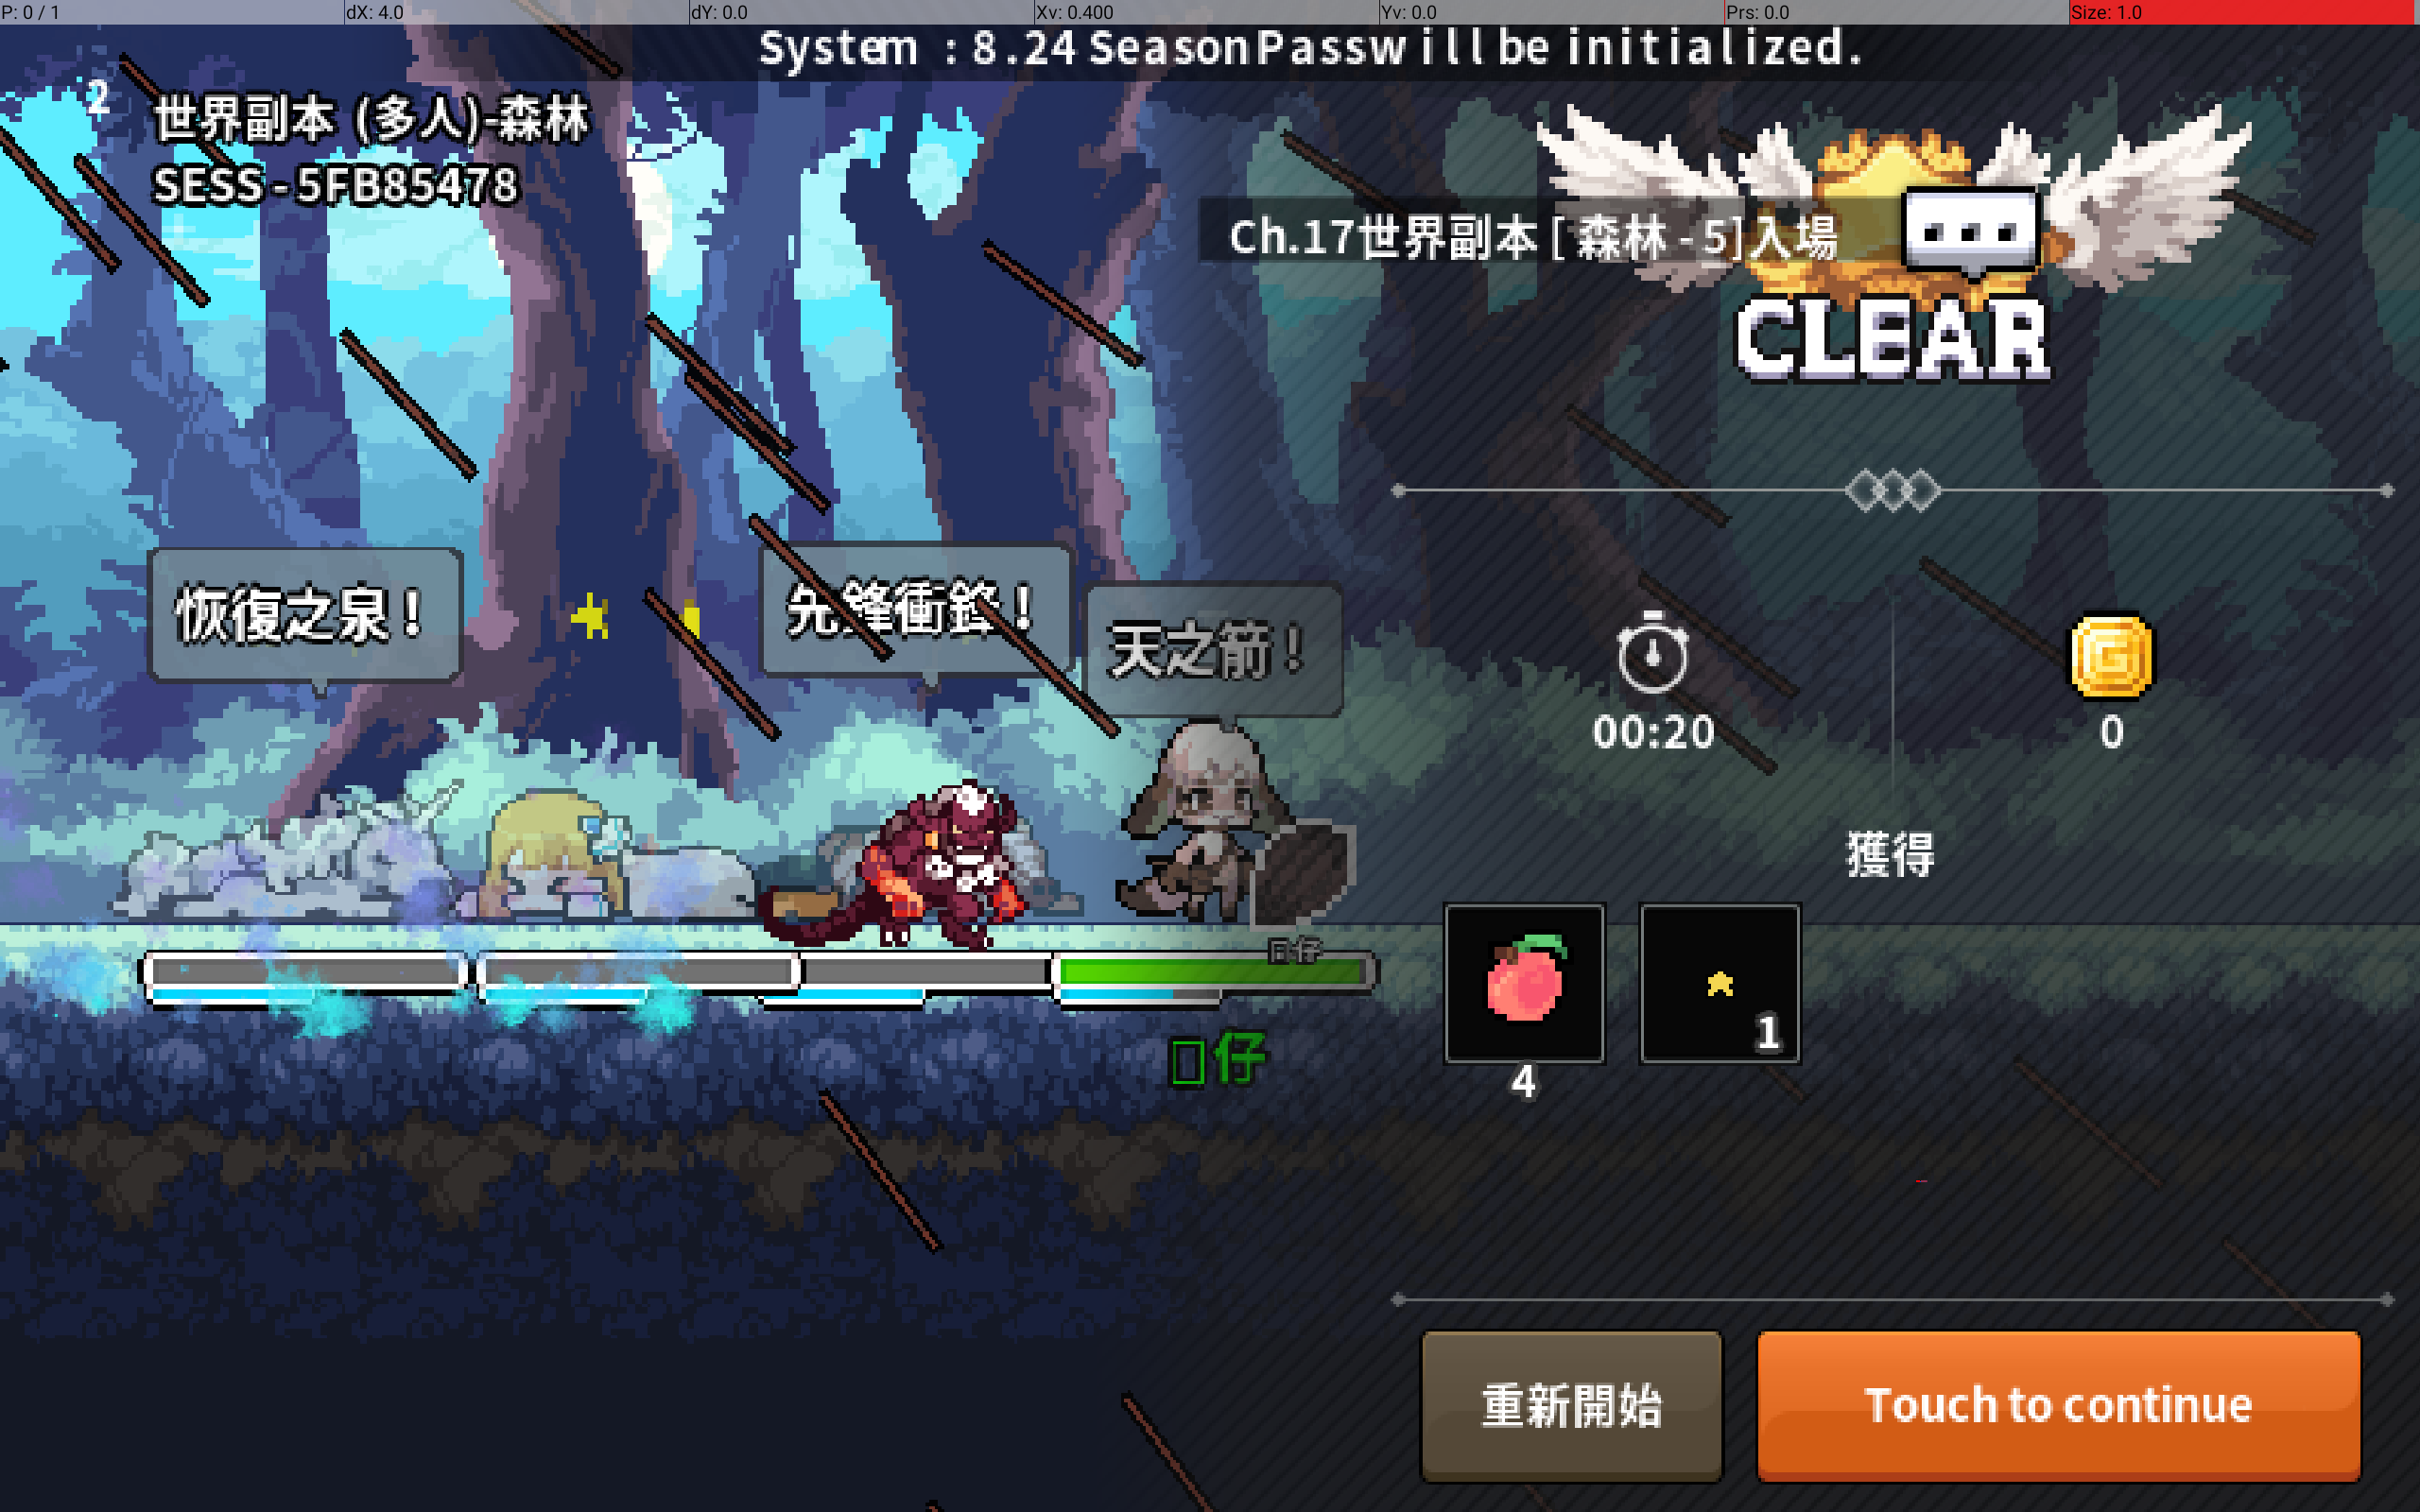 P: 0 / 1
dX: 4.0
dY: 0.0
Xv: 0.400
Yv: 0.0
Prs: 0.0
Size: 1.0
System : 8.24 Season Pass will be initialized.
2
世界副本 (多人)-森林
SESS - 5FB85478
Ch.17世界副本 [ 森林 - 5]入場
CLEAR
恢復之泉！
先鋒衝鋒！
天之箭！
00:20
0
獲得
4
1
仔
仔
重新開始
Touch to continue